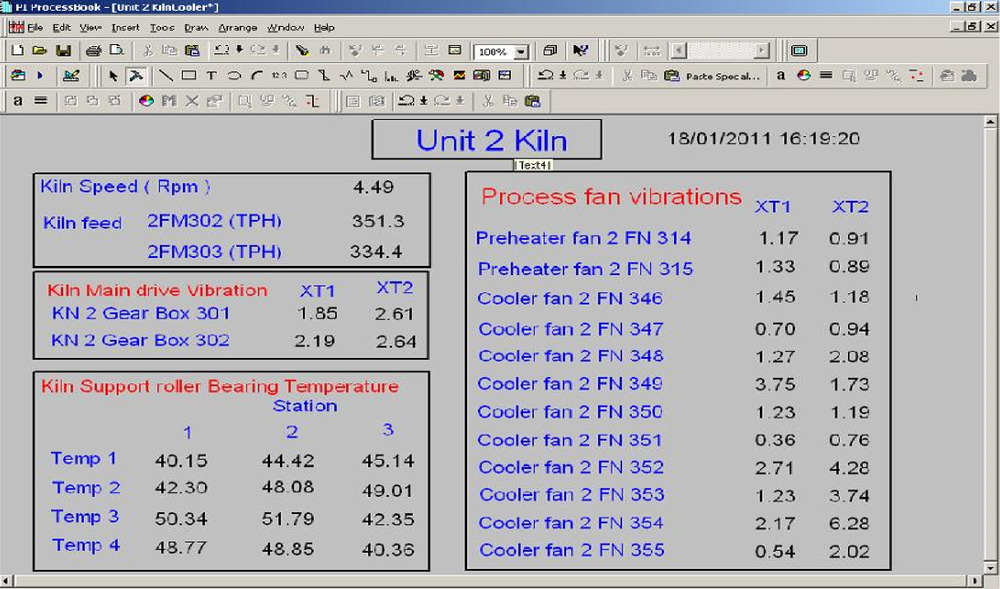 PI ProcessBook - [Unit 2 KilnCooler*]
File Edit View Insert Tools Draw Arrange Window Help
100%
Paste Special...
Unit 2 Kiln
18/01/2011 16:19:20
Text4
Kiln Speed ( Rpm ) 4.49
Kiln feed 2FM302 (TPH) 351.3
2FM303 (TPH) 334.4
Kiln Main drive Vibration XT1 XT2
KN 2 Gear Box 301 1.85 2.61
KN 2 Gear Box 302 2.19 2.64
Kiln Support roller Bearing Temperature
Station
1 2 3
Temp 1 40.15 44.42 45.14
Temp 2 42.30 48.08 49.01
Temp 3 50.34 51.79 42.35
Temp 4 48.77 48.85 40.36
Process fan vibrations XT1 XT2
Preheater fan 2 FN 314 1.17 0.91
Preheater fan 2 FN 315 1.33 0.89
Cooler fan 2 FN 346 1.45 1.18
Cooler fan 2 FN 347 0.70 0.94
Cooler fan 2 FN 348 1.27 2.08
Cooler fan 2 FN 349 3.75 1.73
Cooler fan 2 FN 350 1.23 1.19
Cooler fan 2 FN 351 0.36 0.76
Cooler fan 2 FN 352 2.71 4.28
Cooler fan 2 FN 353 1.23 3.74
Cooler fan 2 FN 354 2.17 6.28
Cooler fan 2 FN 355 0.54 2.02